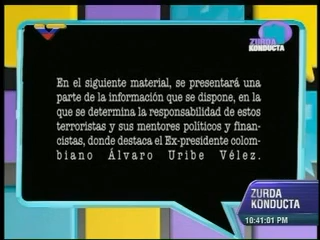 ZURDA
KONDUCTA
En el siguiente material, se presentará una
parte de la información que se dispone, en la
que se determina la responsabilidad de estos
terroristas y sus mentores políticos y finan-
cistas, donde destaca el Ex-presidente colom-
biano Álvaro Uribe Vélez.
ZURDA
KONDUCTA
10:41:01 PM